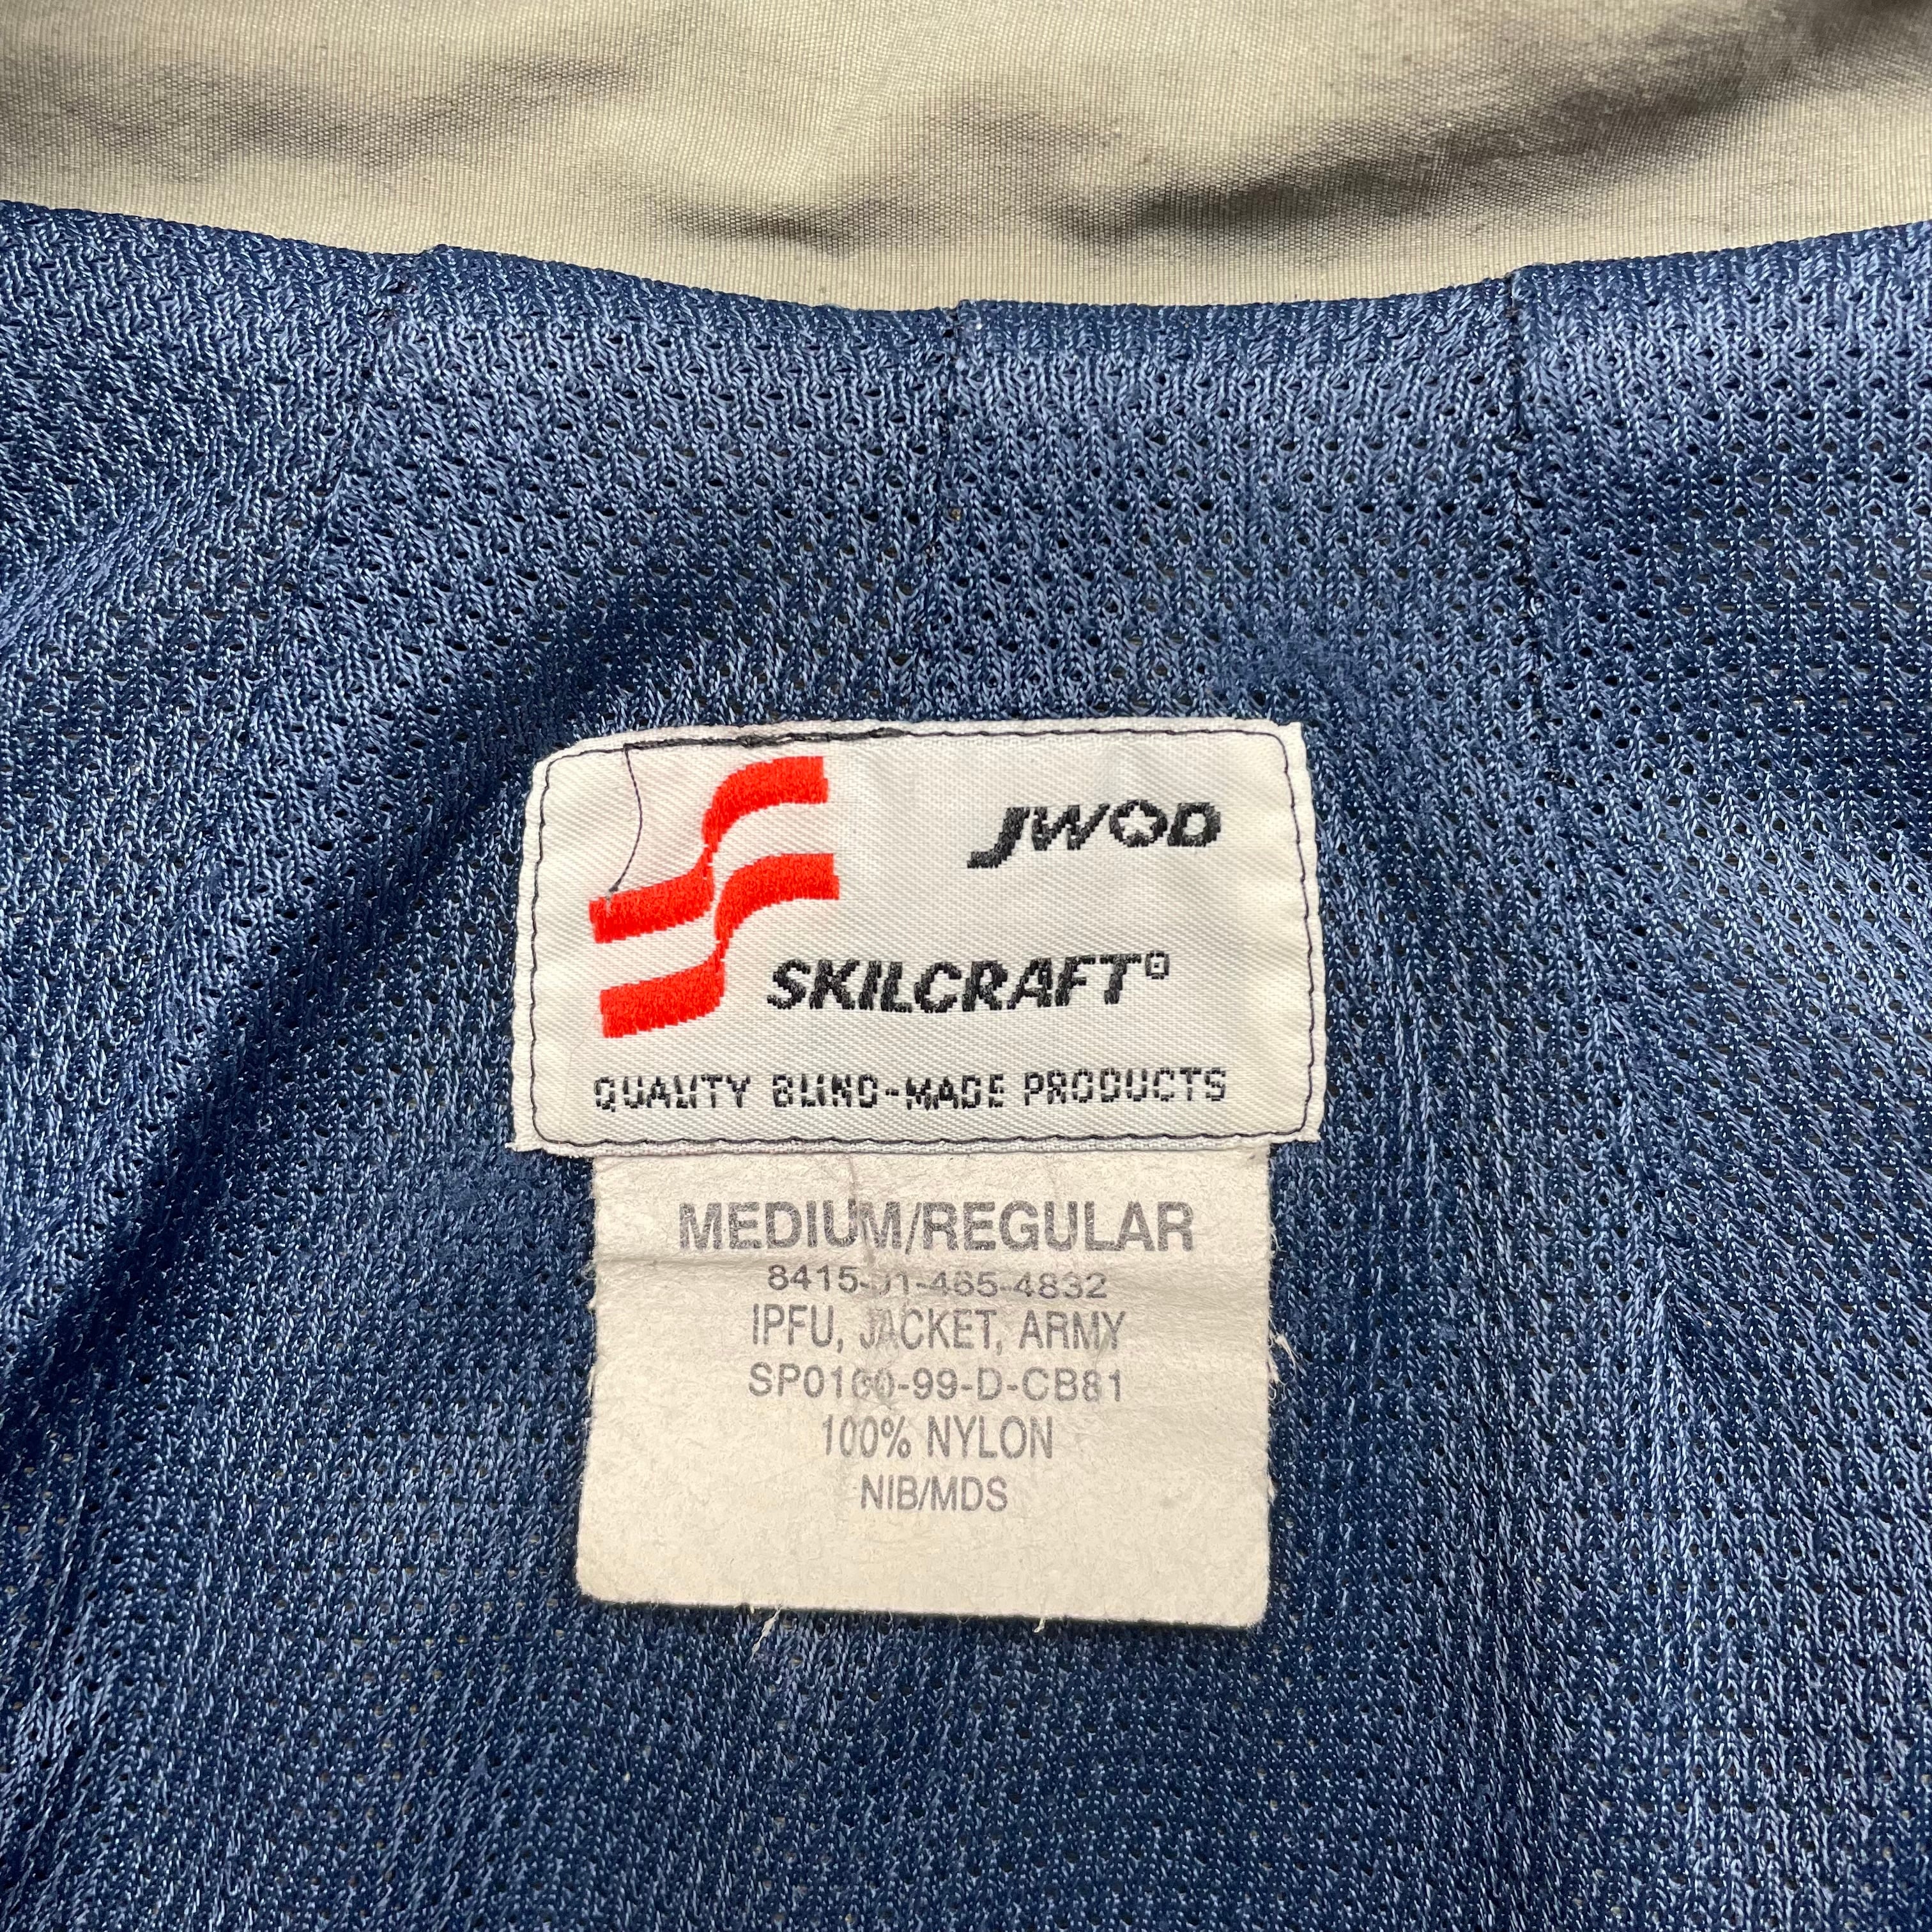 JWOD
SKILCRAFT®
QUALITY BLIND-MADE PRODUCTS
MEDIUM/REGULAR
8415-01-465-4832
IPFU, JACKET, ARMY
SP0100-99-D-CB81
100% NYLON
NIB/MDS